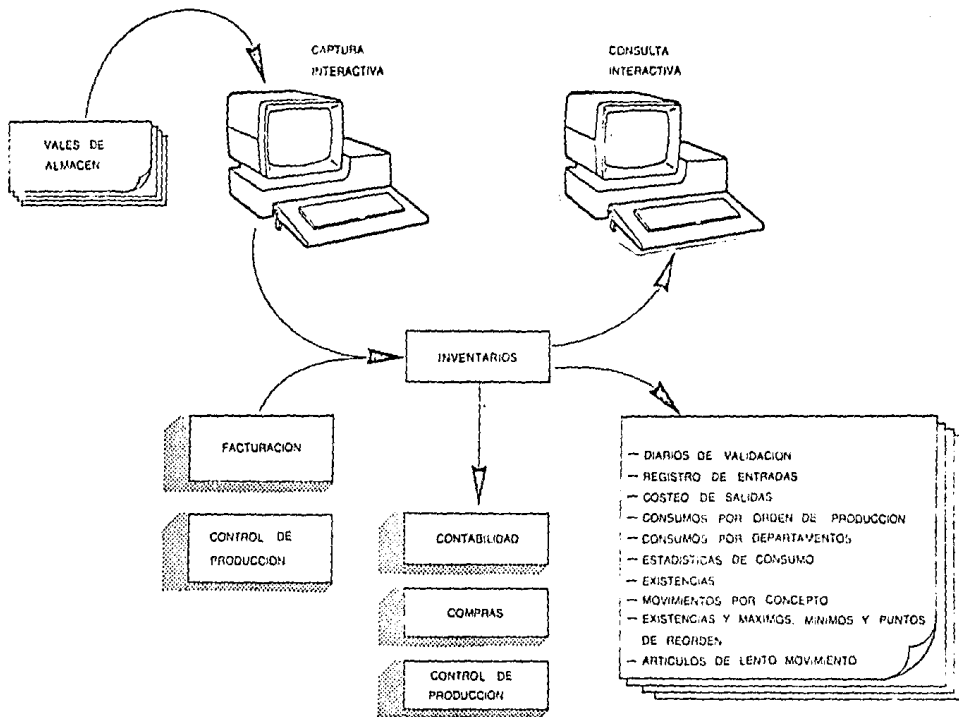 CAPTURA
INTERACTIVA
CONSULTA
INTERACTIVA
VALES DE
ALMACEN
INVENTARIOS
FACTURACION
CONTROL DE
PRODUCCION
CONTABILIDAD
COMPRAS
CONTROL DE
PRODUCCION
— DIARIOS DE VALIDACION
— REGISTRO DE ENTRADAS
— COSTEO DE SALIDAS
— CONSUMOS POR ORDEN DE PRODUCCION
— CONSUMOS POR DEPARTAMENTOS
— ESTADISTICAS DE CONSUMO
— EXISTENCIAS
— MOVIMIENTOS POR CONCEPTO
— EXISTENCIAS Y MAXIMOS, MINIMOS Y PUNTOS
DE REORDEN
— ARTICULOS DE LENTO MOVIMIENTO